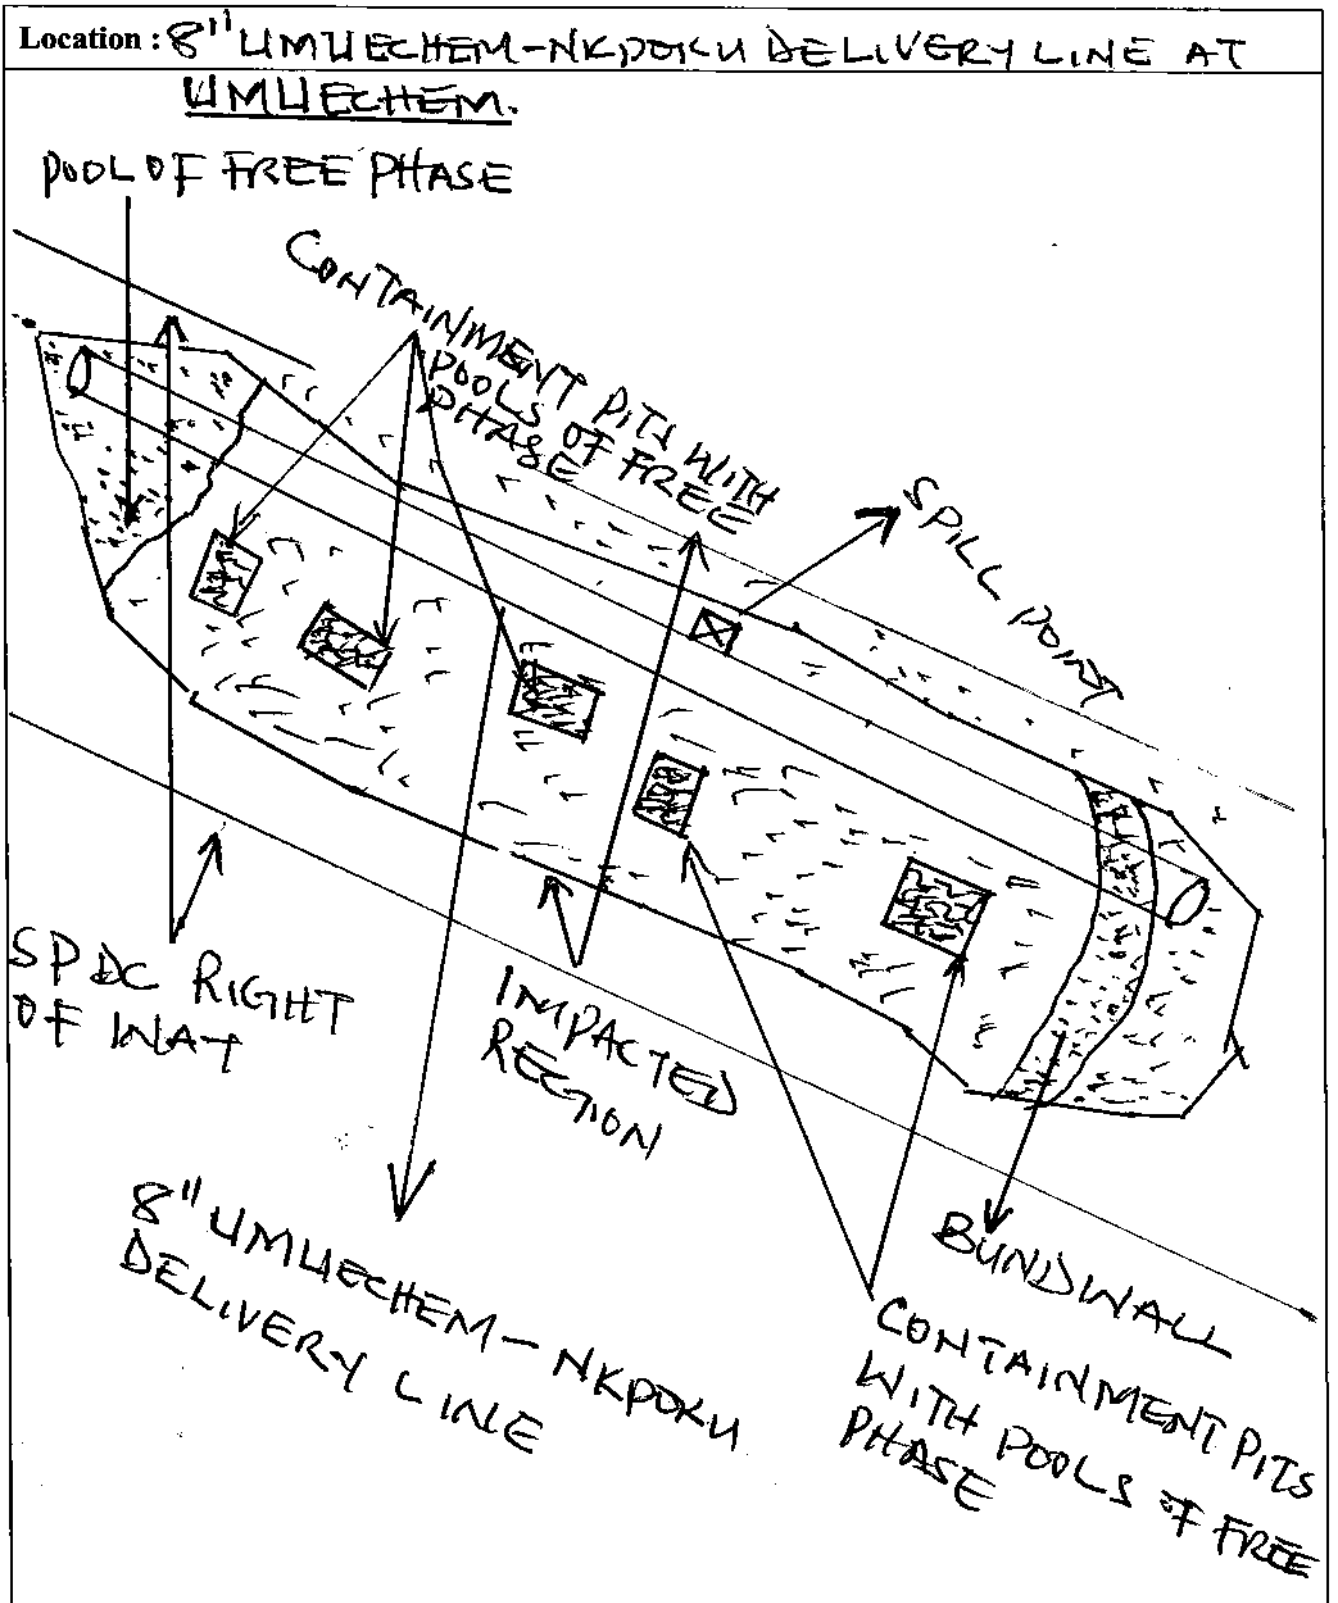 Location : 8" UMUECHEM-NKPOKU DELIVERY LINE AT
UMUECHEM.
POOL OF FREE PHASE
CONTAINMENT PITS WITH
POOLS OF FREE
PHASE
SPILL POINT
SPDC RIGHT
OF WAY
IMPACTED
REGION
8" UMUECHEM-NKPOKU
DELIVERY LINE
BUNDWALL
CONTAINMENT PITS
WITH POOLS OF FREE
PHASE